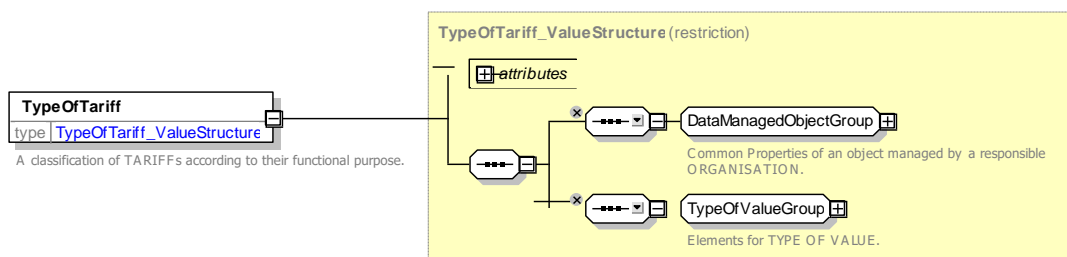 TypeOfTariff_ValueStructure (restriction)
attributes
TypeOfTariff
type TypeOfTariff_ValueStructure
A classification of TARIFFs according to their functional purpose.
DataManagedObjectGroup
Common Properties of an object managed by a responsible
ORGANISATION.
TypeOfValueGroup
Elements for TYPE OF VALUE.